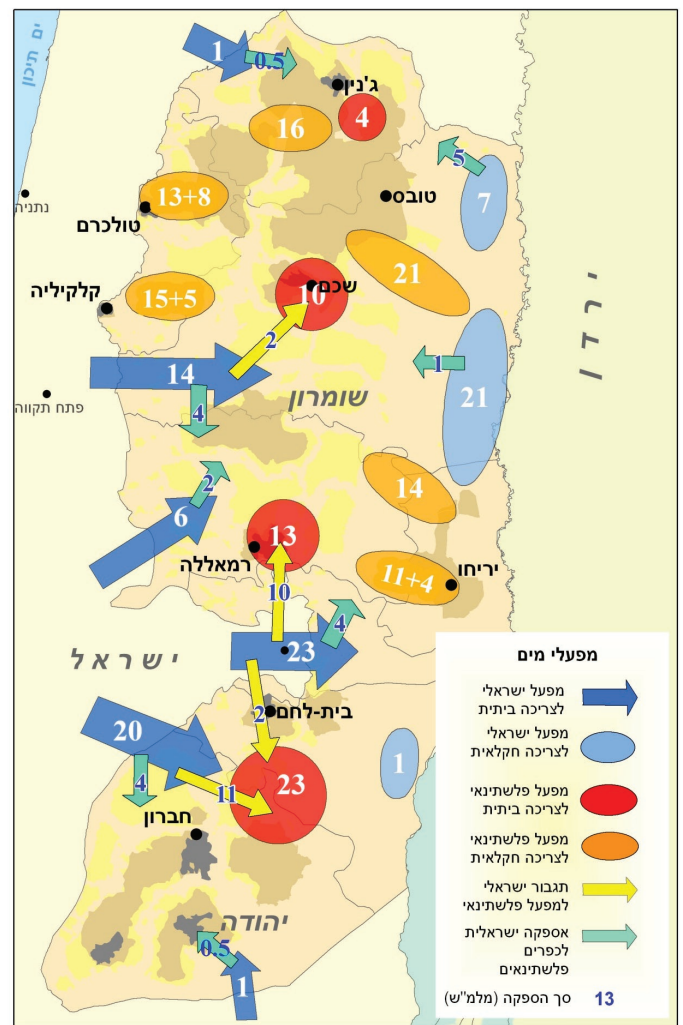 ים תיכון
1
0.5
ג'נין
4
16
5
7
13+8
טובס
נתניה
טולכרם
21
15+5
קלקיליה
שכם
10
2
ירדן
14
1
21
4
שומרון
פתח תקווה
2
6
14
13
רמאללה
11+4
יריחו
10
4
23
ישראל
2
בית-לחם
20
23
1
4
11
חברון
יהודה
0.5
1
מפעלי מים
מפעל ישראלי
לצריכה ביתית
מפעל ישראלי
לצריכה חקלאית
מפעל פלשתינאי
לצריכה ביתית
מפעל פלשתינאי
לצריכה חקלאית
תגבור ישראלי
למפעל פלשתינאי
אספקה ישראלית
לכפרים
פלשתינאים
13 סך הספקה (מלמ"ש)